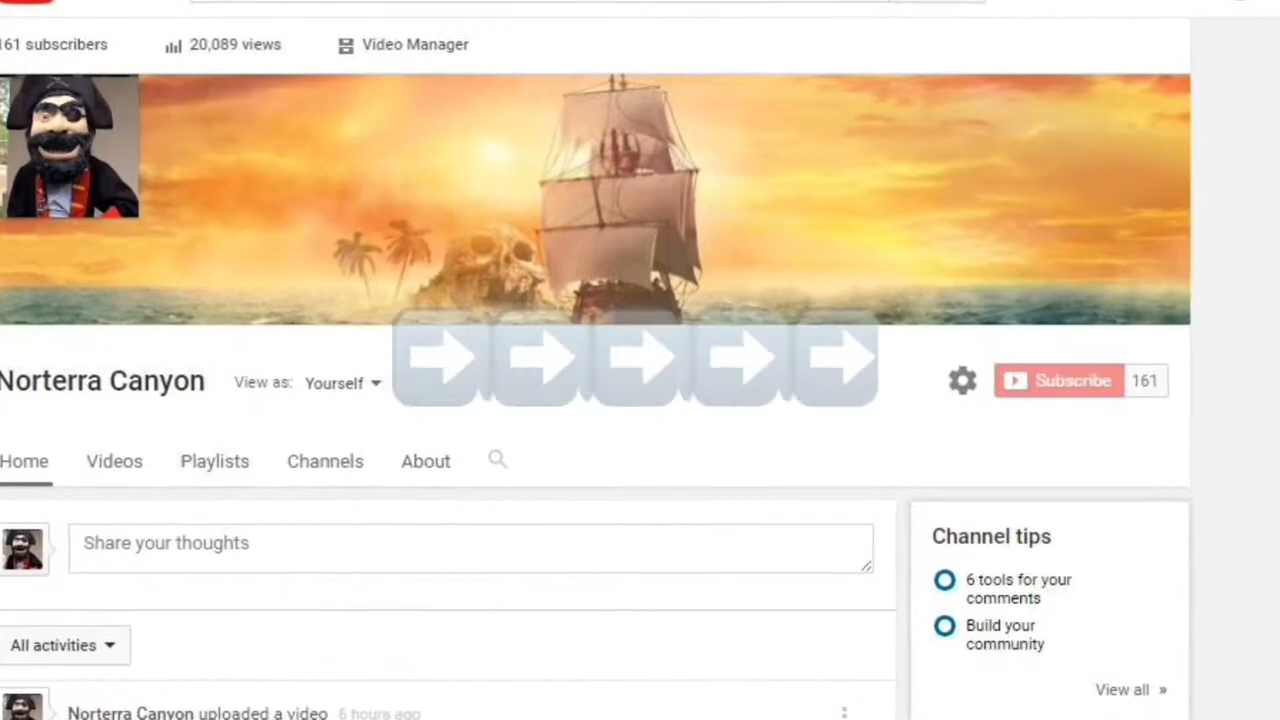 161 subscribers 20,089 views Video Manager
Norterra Canyon View as: Yourself Subscribe 161
Home Videos Playlists Channels About
Share your thoughts
Channel tips
6 tools for your
comments
Build your
community
All activities
View all »
Norterra Canyon uploaded a video 6 hours ago